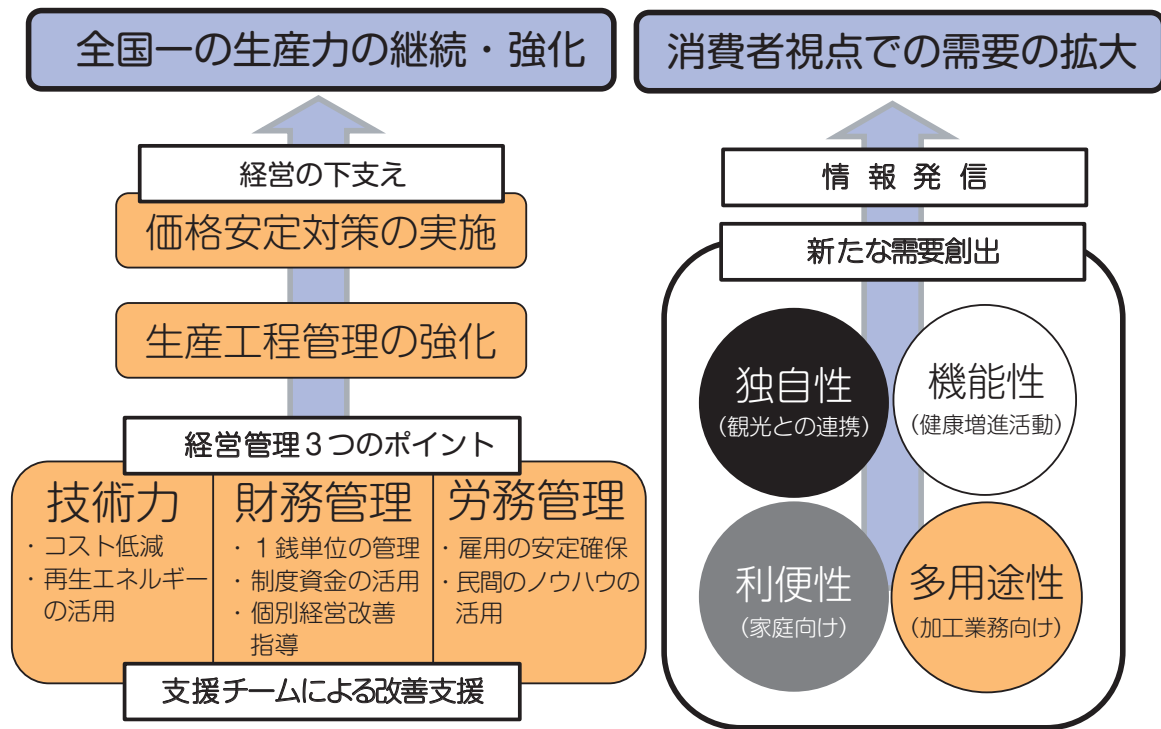 全国一の生産力の継続・強化
経営の下支え
価格安定対策の実施
生産工程管理の強化
経営管理3つのポイント
技術力
・コスト低減
・再生エネルギー
の活用
財務管理
・1銭単位の管理
・制度資金の活用
・個別経営改善
指導
労務管理
・雇用の安定確保
・民間のノウハウの
活用
支援チームによる改善支援
消費者視点での需要の拡大
情報発信
新たな需要創出
独自性
(観光との連携)
機能性
(健康増進活動)
利便性
(家庭向け)
多用途性
(加工業務向け)